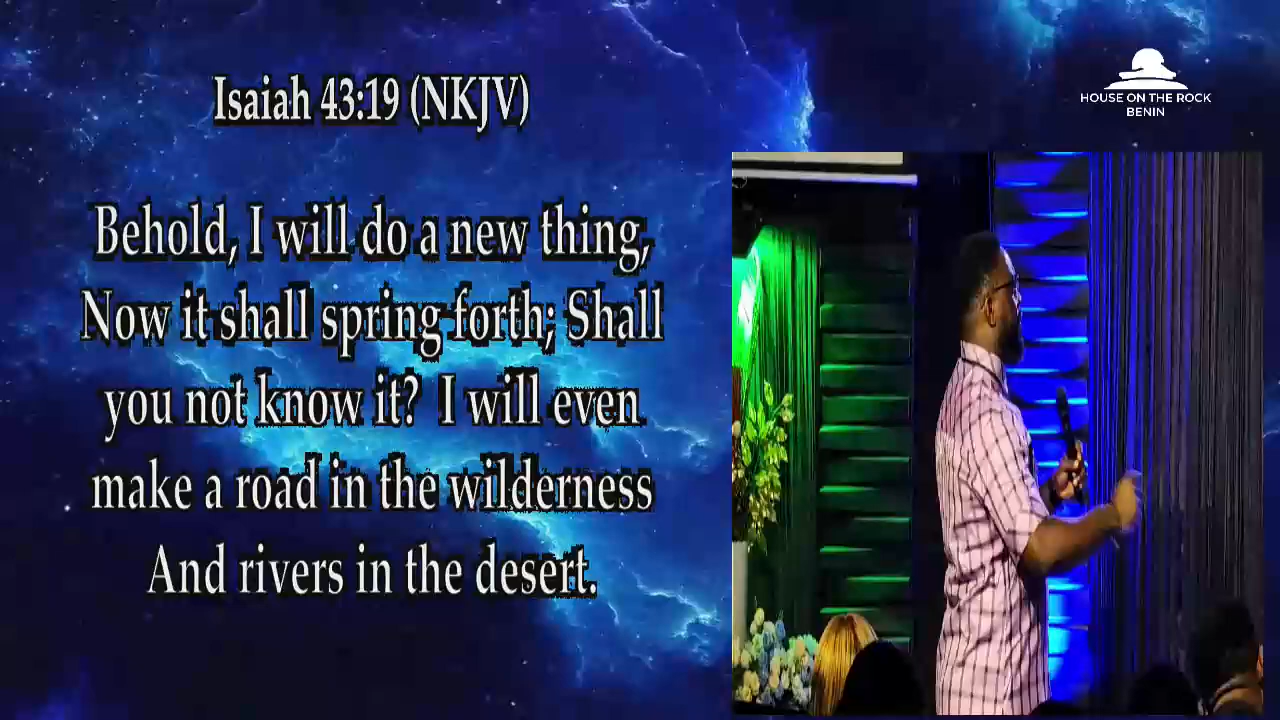 Isaiah 43:19 (NKJV)
Behold, I will do a new thing,
Now it shall spring forth; Shall
you not know it?  I will even
make a road in the wilderness
And rivers in the desert.
HOUSE ON THE ROCK
BENIN